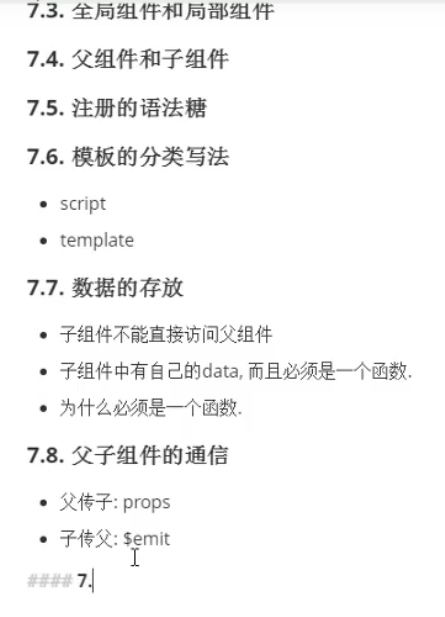 7.3. 全局组件和局部组件
7.4. 父组件和子组件
7.5. 注册的语法糖
7.6. 模板的分类写法
script
template
7.7. 数据的存放
子组件不能直接访问父组件
子组件中有自己的data, 而且必须是一个函数.
为什么必须是一个函数.
7.8. 父子组件的通信
父传子: props
子传父: $emit
#### 7.